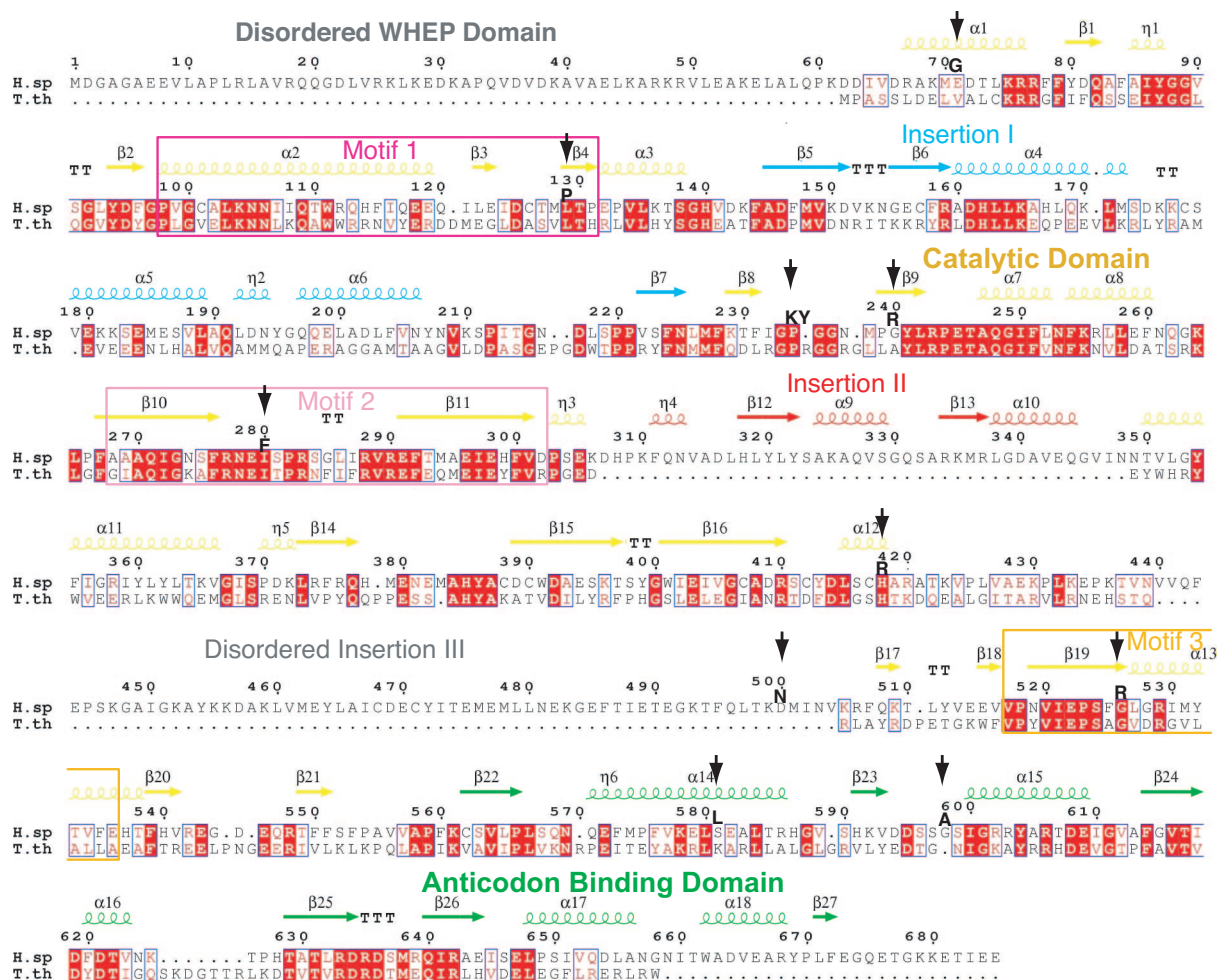 Disordered WHEP Domain
α1 β1 η1
1 10 20 30 40 50 60 70 80 90
G
H.sp MDGAGAEEVLAPLRLAVRQQGDLVRKLKEDKAPQVDVDKAVAELKARKRVLEAKELALQPKDDIVDRAKMEDTLKRRFFYDQAFAIYGGV
T.th .............................................................MPASSLDELVALCKRRGFIFQSSEIYGGL
Motif 1 Insertion I
TT β2 α2 β3 β4 α3 β5 TTT β6 α4 TT
100 110 120 130 140 150 160 170
P
H.sp SGLYDFGPVGCALKNNIIQTWRQHFIQEEQ.ILEIDCTMLTPEPVLKTSGHVDKFADFMVKDVKNGECFRADHLLKAHLQK.LMSDKKCS
T.th QGVYDYGPLGVELKNNLKQAWWRRNVYERDDMEGLDASVLTHRLVLHYSGHEATFADPMVDNRITKKRYRLDHLLKEQPEEVLKRLYRAM
Catalytic Domain
α5 η2 α6 β7 β8 β9 α7 α8
180 190 200 210 220 230 240 250 260
KY R
H.sp VEKKSEMESVLAQLDNYGQQELADLFVNYNVKSPITGN..DLSPPVSFNLMFKTFIGP.GGN.MPGYLRPETAQGIFLNFKRLLEFNQGK
T.th .EVEEENLHALVQAMMQAPERAGGAMTAAGVLDPASGEPGDWTPPRYFNMMFQDLRGPRGGRGLLAYLRPETAQGIFVNFKNVLDATSRK
Motif 2 Insertion II
β10 TT β11 η3 η4 β12 α9 β13 α10
270 280 290 300 310 320 330 340 350
F
H.sp LPFAAAQIGNSFRNEISPRSGLIRVREFTMAEIEHFVDPSEKDHPKFQNVADLHLYLYSAKAQVSGQSARKMRLGDAVEQGVINNTVLGY
T.th LGFGIAQIGKAFRNEITPRNFIFRVREFEQMEIEYFVRPGED..........................................EYWHRY
α11 η5 β14 β15 TT β16 α12
360 370 380 390 400 410 420 430 440
R
H.sp FIGRIYLYLTKVGISPDKLRFRQH.MENEMAHYACDCWDAESKTSYGWIEIVGCADRSCYDLSCHARATKVPLVAEKPLKEPKTVNVVQF
T.th WVEERLKWWQEMGLSRENLVPYQQPPESS.AHYAKATVDILYRFPHGSLELEGIANRTDFDLGSHTKDQEALGITARVLRNEHSTQ....
Disordered Insertion III Motif 3
β17 TT β18 β19 α13
450 460 470 480 490 500 510 520 530
N R
H.sp EPSKGAIGKAYKKDAKLVMEYLAICDECYITEMEMLLNEKGEFTIETEGKTFQLTKDMINVKRFQKT.LYVEEVVPNVIEPSFGLGRIMY
T.th .............................................................RLAYRDPETGKWFVPYVIEPSAGVDRGVL
β20 β21 β22 η6 α14 β23 α15 β24
540 550 560 570 580 590 600 610
L A
H.sp TVFEHTFHVREG.D.EQRTFFSFPAVVAPFKCSVLPLSQN.QEFMPFVKELSEALTRHGV.SHKVDDSSGSIGRRYARTDEIGVAFGVTI
T.th ALLAEAFTREELPNGEERIVLKLKPQLAPIKVAVIPLVKNRPEITEYAKRLKARLLALGLGRVLYEDTG.NIGKAYRRHDEVGTPFAVTV
Anticodon Binding Domain
α16 β25 TTT β26 α17 α18 β27
620 630 640 650 660 670 680
H.sp DFDTVNK.......TPHTATLRDRDSMRQIRAEISELPSIVQDLANGNITWADVEARYPLFEGQETGKKETIEE
T.th DYDTIGQSKDGTTRLKDTVTVRDRDTMEQIRLHVDELEGFLRERLRW...........................